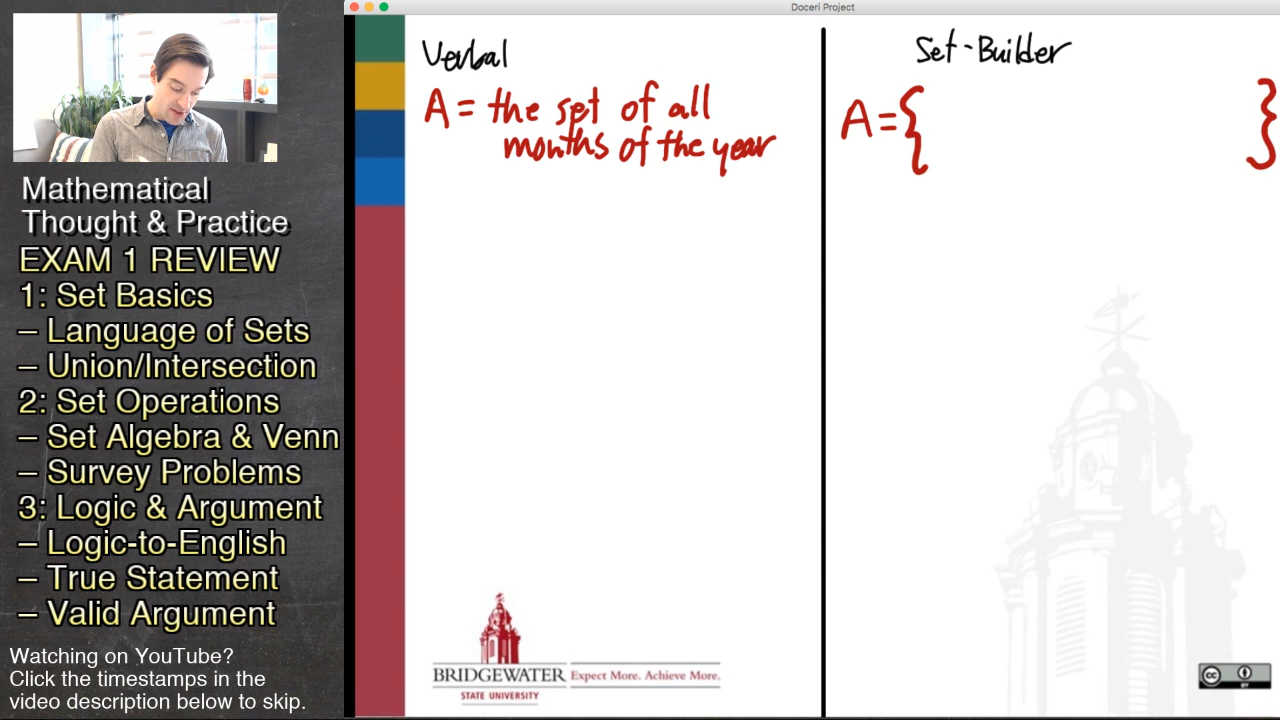 Doceri Project
Mathematical
Thought & Practice
EXAM 1 REVIEW
1: Set Basics
– Language of Sets
– Union/Intersection
2: Set Operations
– Set Algebra & Venn
– Survey Problems
3: Logic & Argument
– Logic-to-English
– True Statement
– Valid Argument
Watching on YouTube?
Click the timestamps in the
video description below to skip.
Verbal
A = the set of all
months of the year
Set-Builder
A = { }
BRIDGEWATER
STATE UNIVERSITY
Expect More. Achieve More.
cc
BY